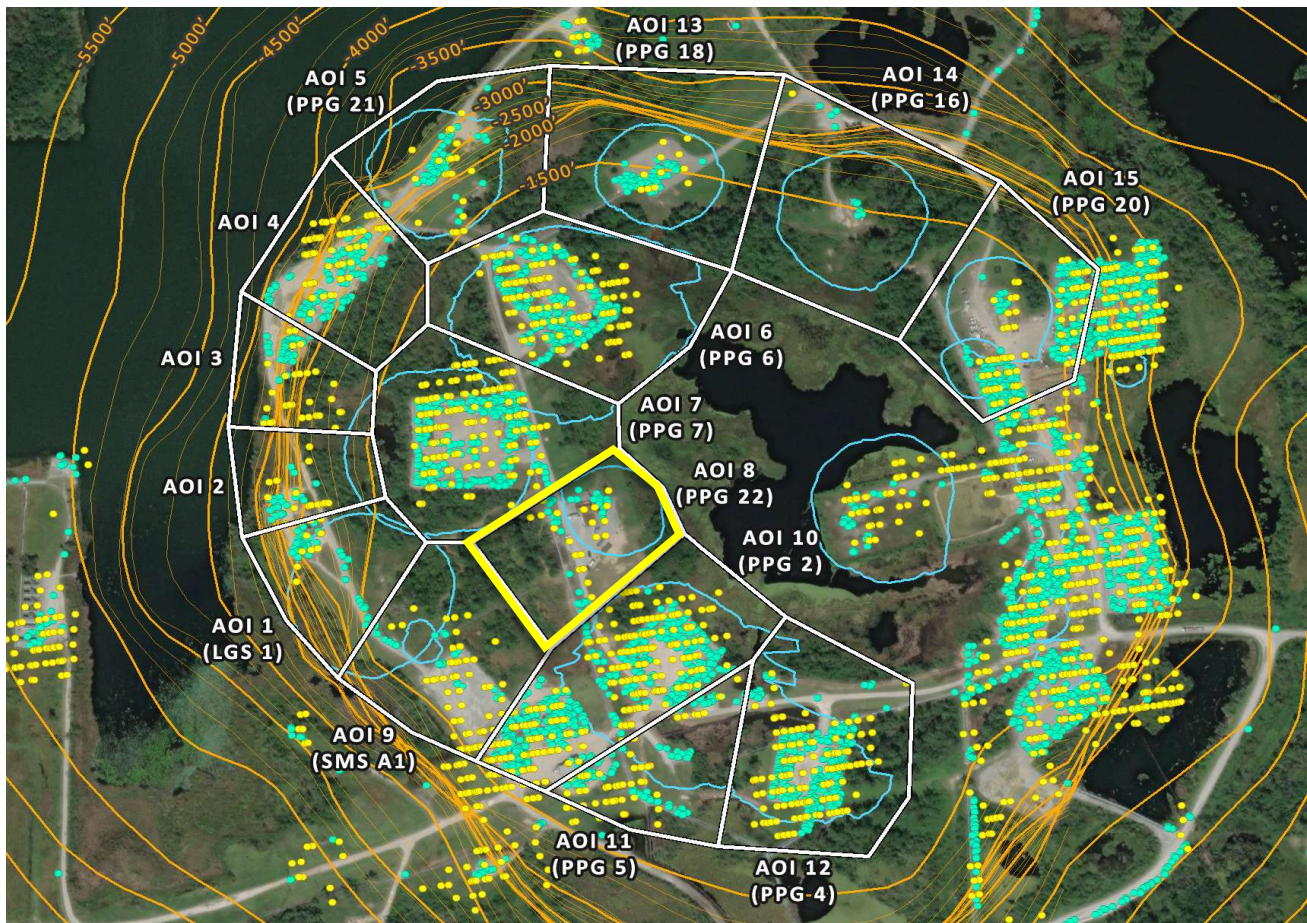 -5500'
-5000'
-4500'
-4000'
-3500'
-3000'
-2500'
-2000'
-1500'
AOI 13
(PPG 18)
AOI 14
(PPG 16)
AOI 5
(PPG 21)
AOI 15
(PPG 20)
AOI 4
AOI 3
AOI 6
(PPG 6)
AOI 7
(PPG 7)
AOI 8
(PPG 22)
AOI 2
AOI 10
(PPG 2)
AOI 1
(LGS 1)
AOI 9
(SMS A1)
AOI 11
(PPG 5)
AOI 12
(PPG 4)